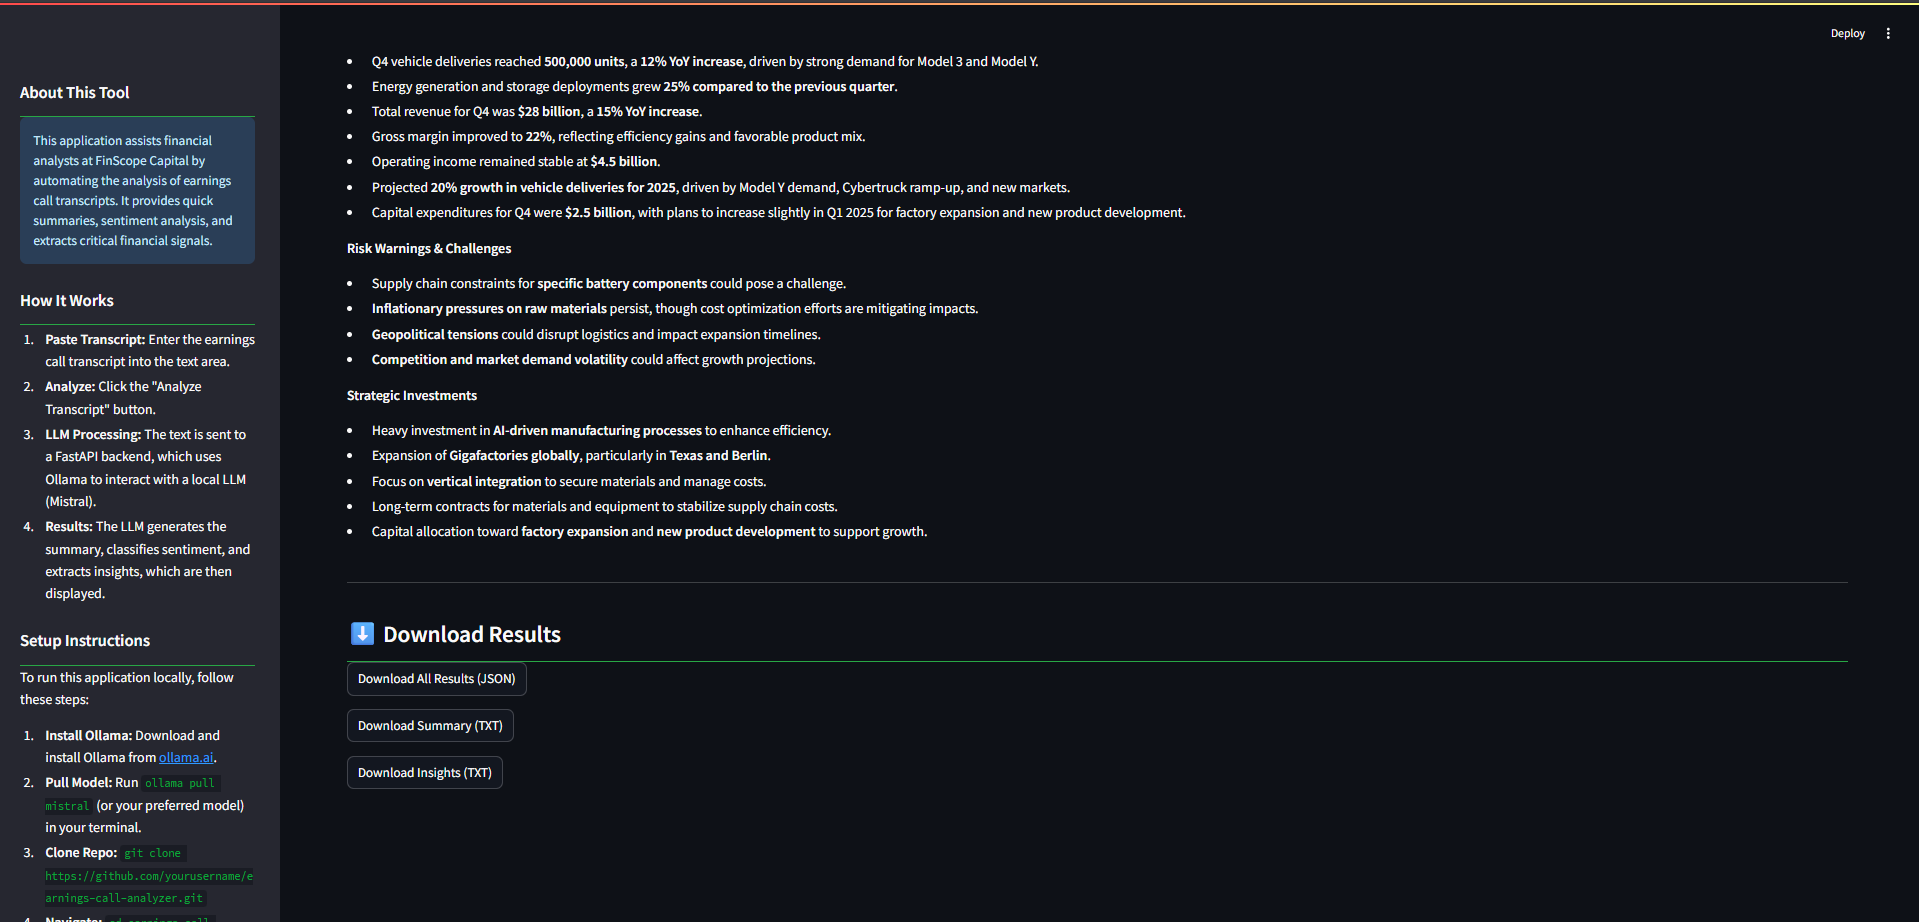 Deploy
About This Tool
This application assists financial
analysts at FinScope Capital by
automating the analysis of earnings
call transcripts. It provides quick
summaries, sentiment analysis, and
extracts critical financial signals.
How It Works
1. Paste Transcript: Enter the earnings
call transcript into the text area.
2. Analyze: Click the "Analyze
Transcript" button.
3. LLM Processing: The text is sent to
a FastAPI backend, which uses
Ollama to interact with a local LLM
(Mistral).
4. Results: The LLM generates the
summary, classifies sentiment, and
extracts insights, which are then
displayed.
Setup Instructions
To run this application locally, follow
these steps:
1. Install Ollama: Download and
install Ollama from ollama.ai.
2. Pull Model: Run ollama pull
mistral (or your preferred model)
in your terminal.
3. Clone Repo: git clone
https://github.com/yourusername/e
arnings-call-analyzer.git
4. Navigate: cd earnings-call
• Q4 vehicle deliveries reached 500,000 units, a 12% YoY increase, driven by strong demand for Model 3 and Model Y.
• Energy generation and storage deployments grew 25% compared to the previous quarter.
• Total revenue for Q4 was $28 billion, a 15% YoY increase.
• Gross margin improved to 22%, reflecting efficiency gains and favorable product mix.
• Operating income remained stable at $4.5 billion.
• Projected 20% growth in vehicle deliveries for 2025, driven by Model Y demand, Cybertruck ramp-up, and new markets.
• Capital expenditures for Q4 were $2.5 billion, with plans to increase slightly in Q1 2025 for factory expansion and new product development.
Risk Warnings & Challenges
• Supply chain constraints for specific battery components could pose a challenge.
• Inflationary pressures on raw materials persist, though cost optimization efforts are mitigating impacts.
• Geopolitical tensions could disrupt logistics and impact expansion timelines.
• Competition and market demand volatility could affect growth projections.
Strategic Investments
• Heavy investment in AI-driven manufacturing processes to enhance efficiency.
• Expansion of Gigafactories globally, particularly in Texas and Berlin.
• Focus on vertical integration to secure materials and manage costs.
• Long-term contracts for materials and equipment to stabilize supply chain costs.
• Capital allocation toward factory expansion and new product development to support growth.
Download Results
Download All Results (JSON)
Download Summary (TXT)
Download Insights (TXT)